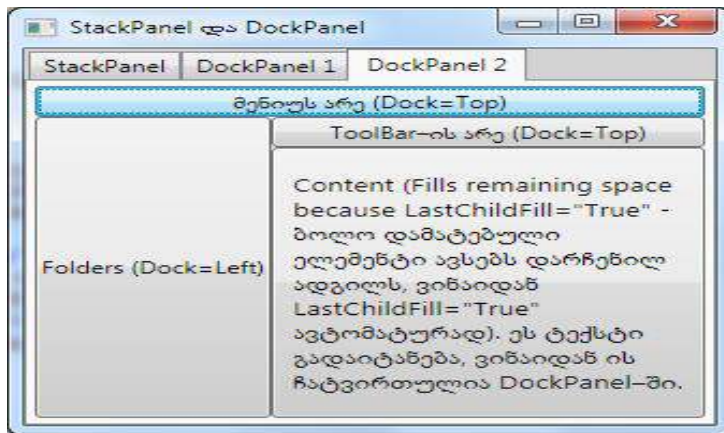 StackPanel და DockPanel
StackPanel
DockPanel 1
DockPanel 2
მენიუს არე (Dock=Top)
Folders (Dock=Left)
ToolBar–ის არე (Dock=Top)
Content (Fills remaining space
because LastChildFill="True" -
ბოლო დამატებული
ელემენტი ავსებს დარჩენილ
ადგილს, ვინაიდან
LastChildFill="True"
ავტომატურად). ეს ტექსტი
გადაიტანება, ვინაიდან ის
ჩატვირთულია DockPanel–ში.